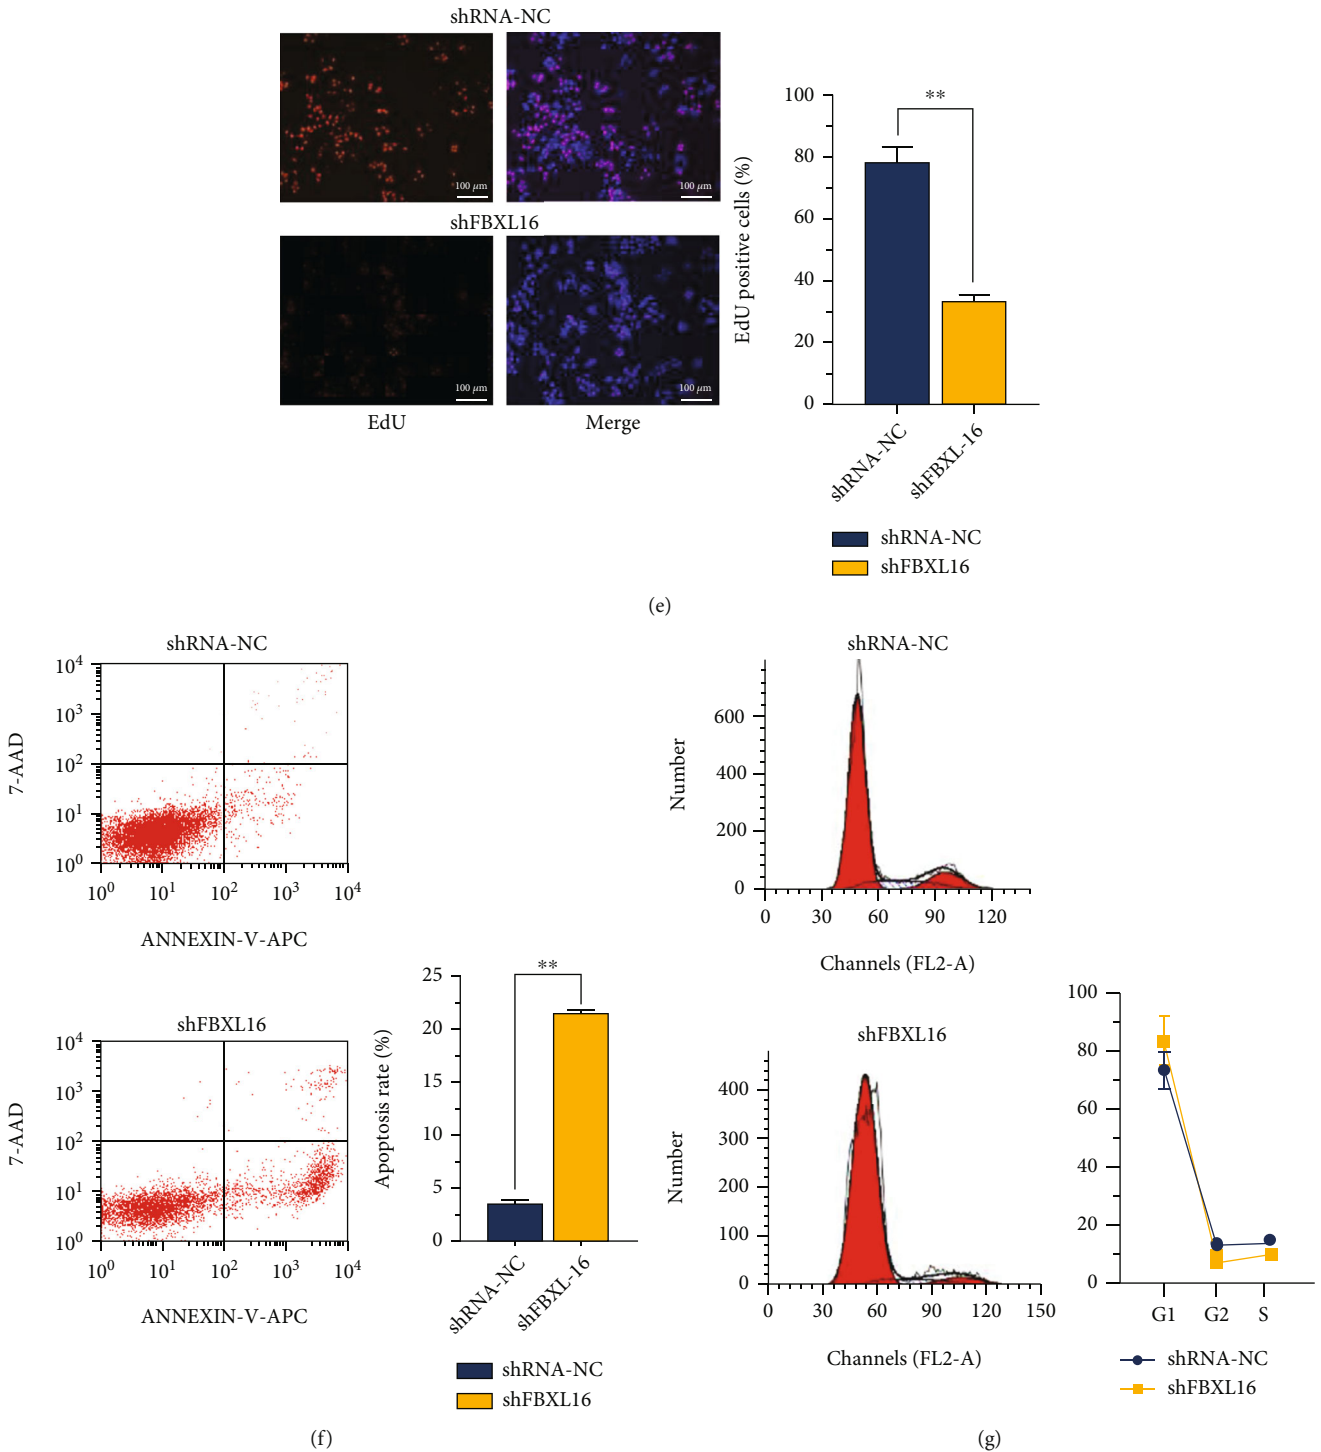 shRNA-NC
100 μm
100 μm
shFBXL16
100 μm
100 μm
EdU
Merge
EdU positive cells (%)
100
80
60
40
20
0
**
shRNA-NC
shFBXL-16
shRNA-NC
shFBXL16
(e)
shRNA-NC
7-AAD
10⁴
10³
10²
10¹
10⁰
10⁰ 10¹ 10² 10³ 10⁴
ANNEXIN-V-APC
shFBXL16
7-AAD
10⁴
10³
10²
10¹
10⁰
10⁰ 10¹ 10² 10³ 10⁴
ANNEXIN-V-APC
Apoptosis rate (%)
25
20
15
10
5
0
**
shRNA-NC
shFBXL-16
shRNA-NC
shFBXL16
(f)
shRNA-NC
Number
600
400
200
0
0 30 60 90 120
Channels (FL2-A)
shFBXL16
Number
400
300
200
100
0
0 30 60 90 120 150
Channels (FL2-A)
100
80
60
40
20
0
G1 G2 S
shRNA-NC
shFBXL16
(g)